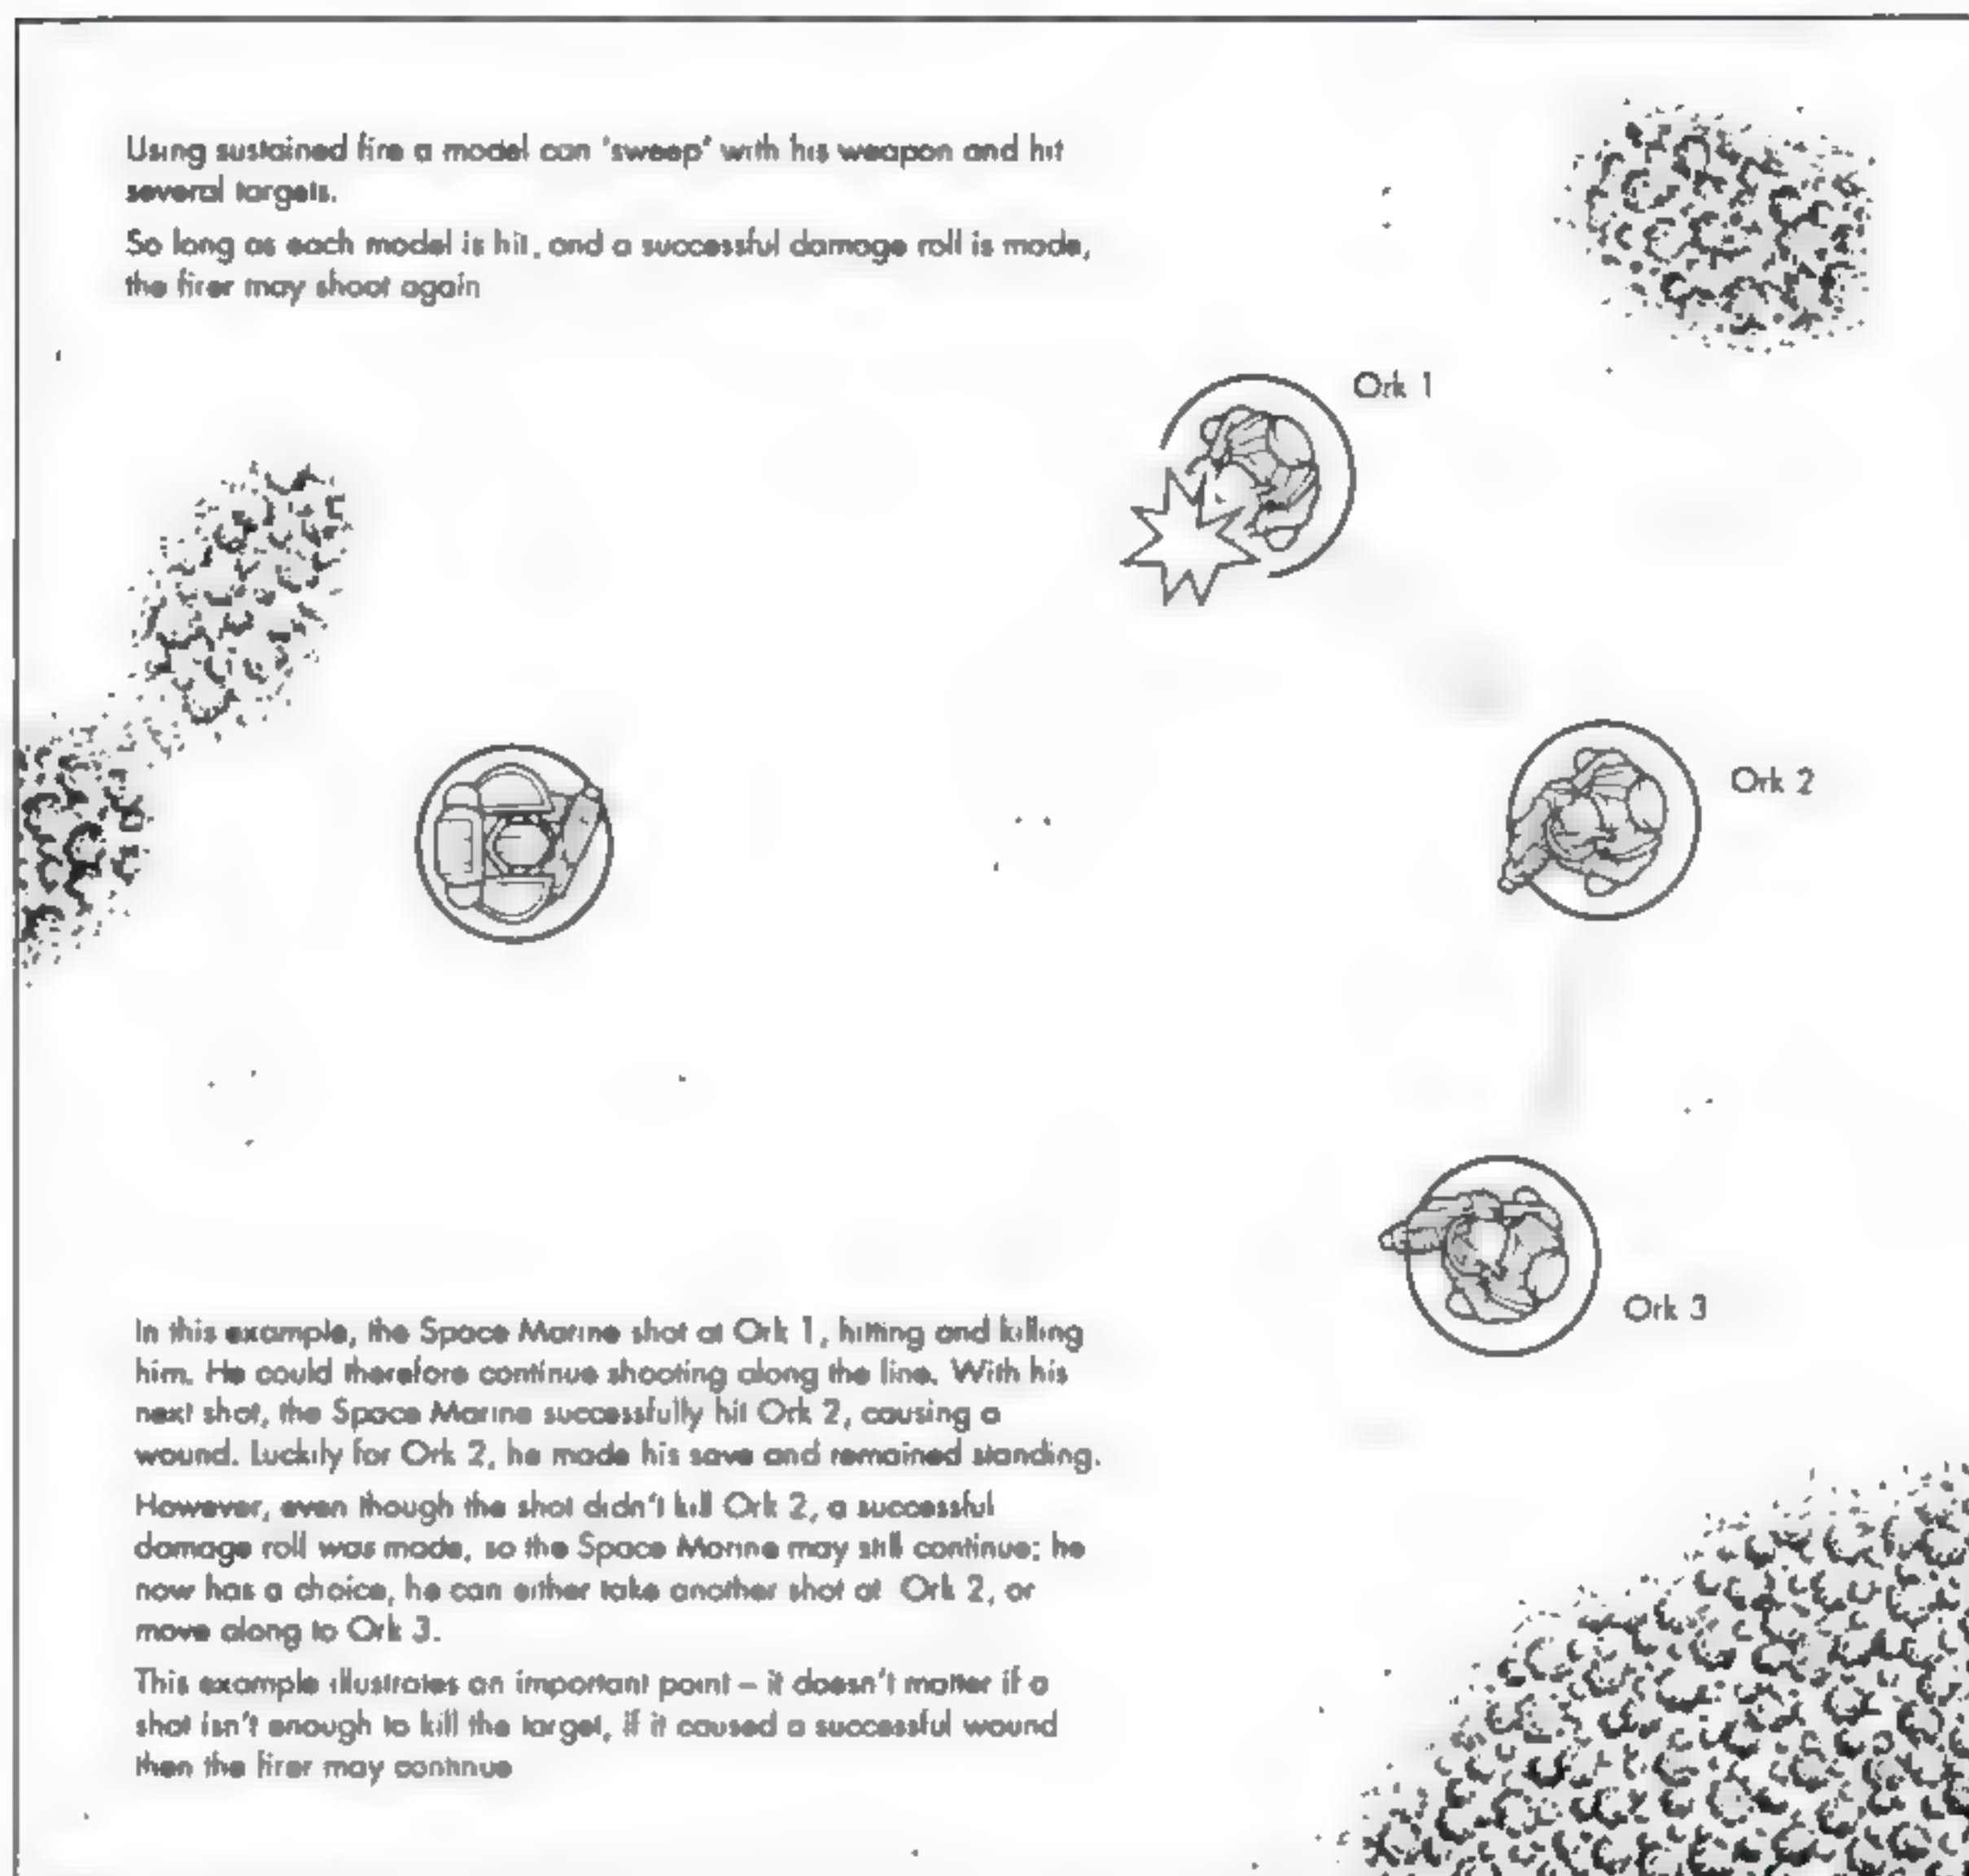 Using sustained fire a model can 'sweep' with his weapon and hit
several targets.
So long as each model is hit, and a successful damage roll is made,
the firer may shoot again
Ork 1
Ork 2
Ork 3
In this example, the Space Marine shot at Ork 1, hitting and killing
him. He could therefore continue shooting along the line. With his
next shot, the Space Marine successfully hit Ork 2, causing a
wound. Luckily for Ork 2, he made his save and remained standing.
However, even though the shot didn't kill Ork 2, a successful
damage roll was made, so the Space Marine may still continue; he
now has a choice, he can either take another shot at Ork 2, or
move along to Ork 3.
This example illustrates an important point – it doesn't matter if a
shot isn't enough to kill the target, if it caused a successful wound
then the firer may continue